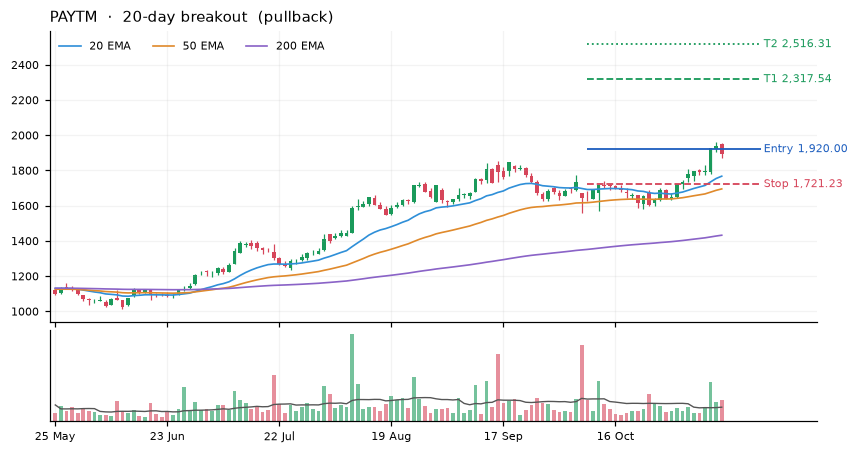 PAYTM · 20-day breakout (pullback)
20 EMA 50 EMA 200 EMA
T2 2,516.31
2400
T1 2,317.54
2200
2000
Entry 1,920.00
1800
Stop 1,721.23
1600
1400
1200
1000
25 May 23 Jun 22 Jul 19 Aug 17 Sep 16 Oct